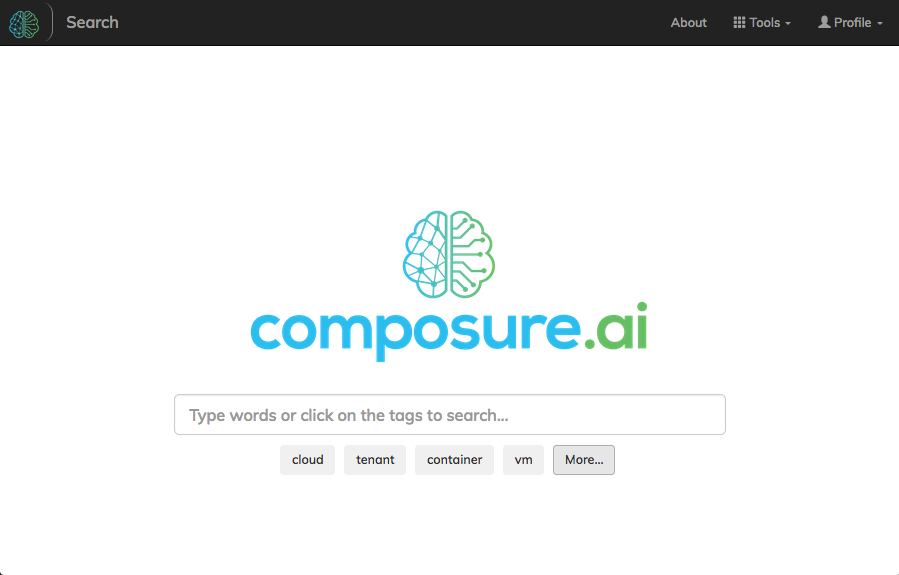 Search About Tools Profile
composure.ai
Type words or click on the tags to search...
cloud tenant container vm More...